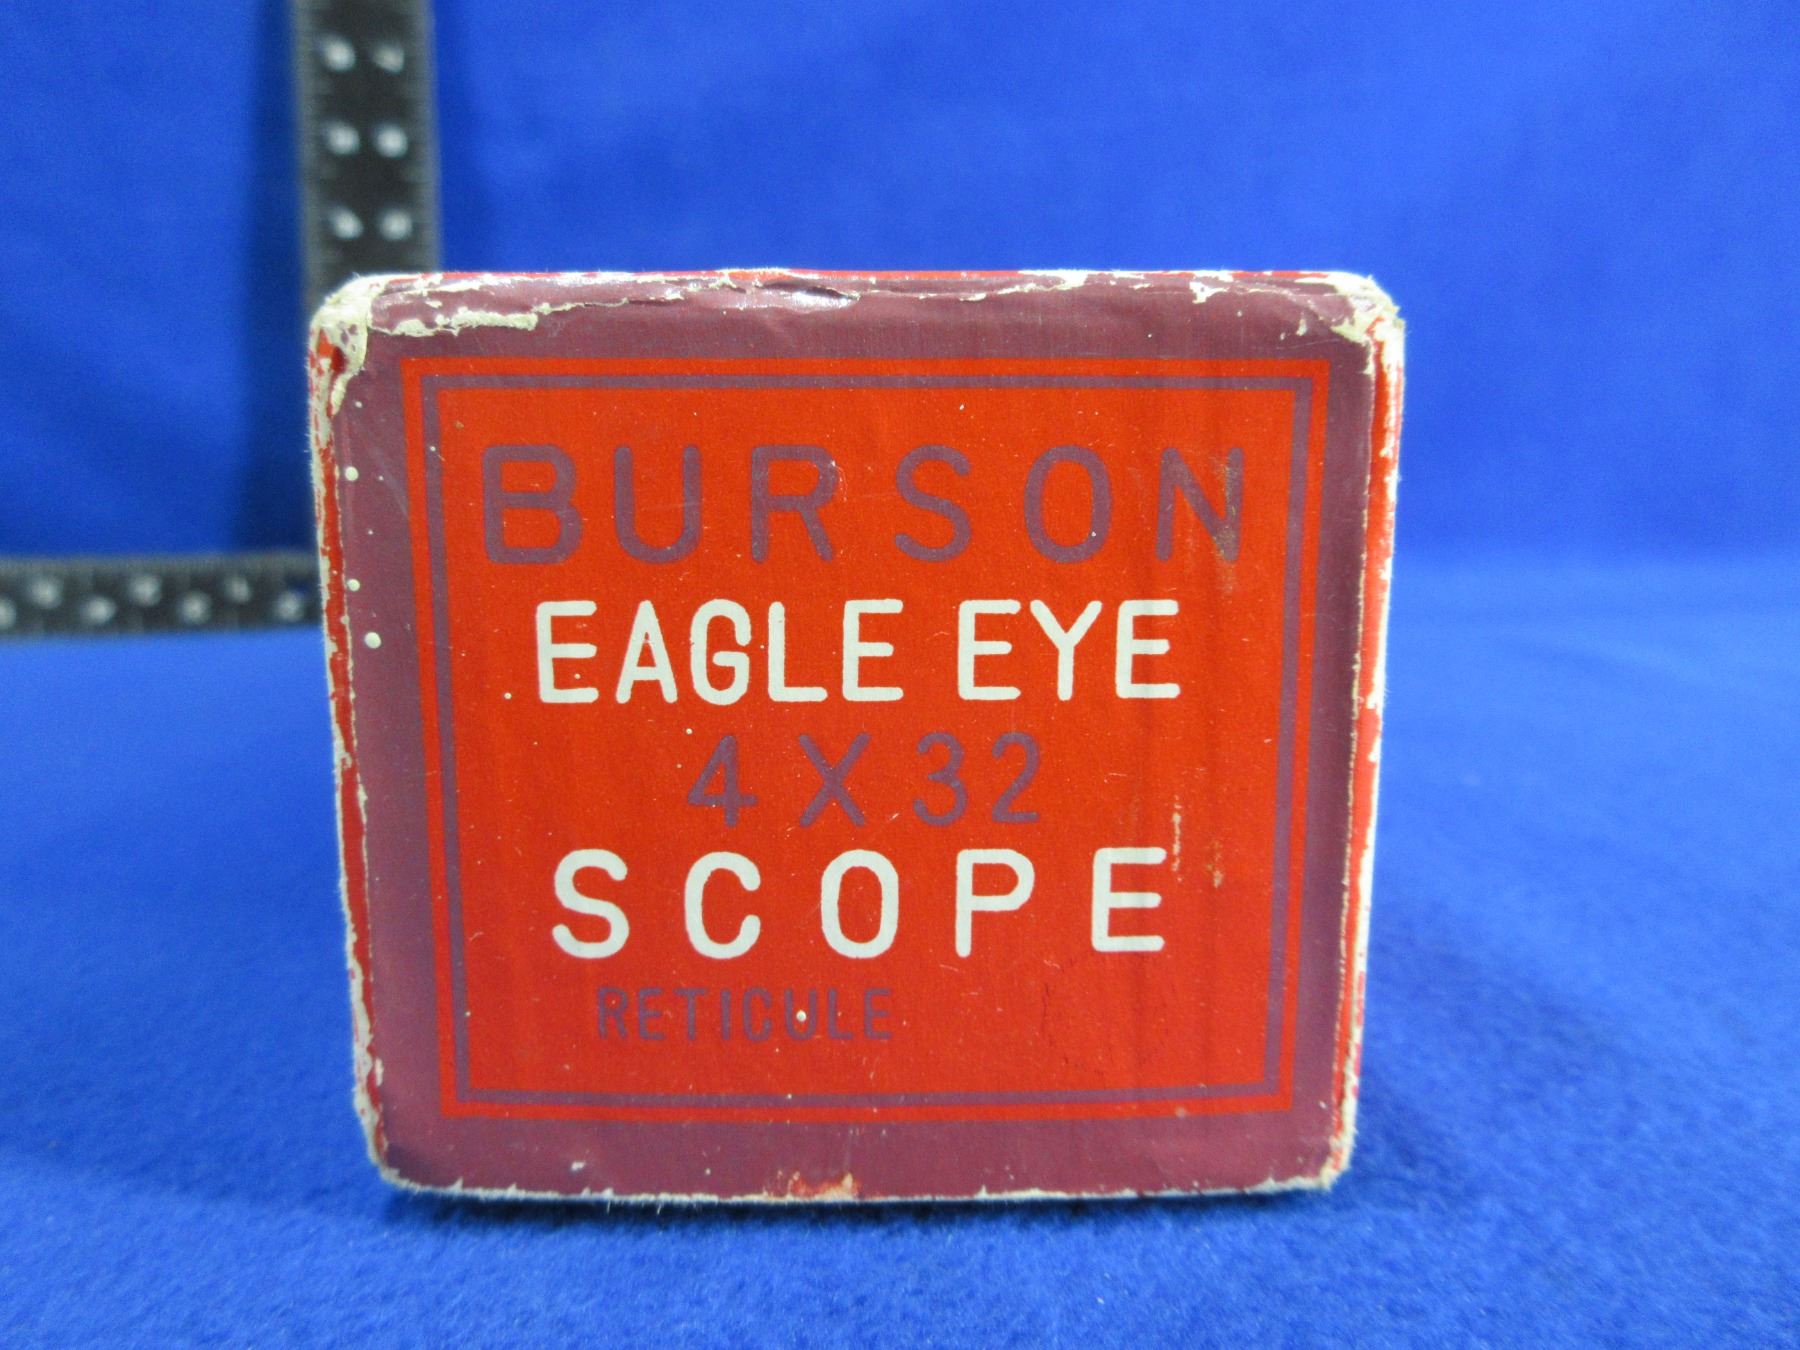 BURSON
EAGLE EYE
4 X 32
SCOPE
RETICULE